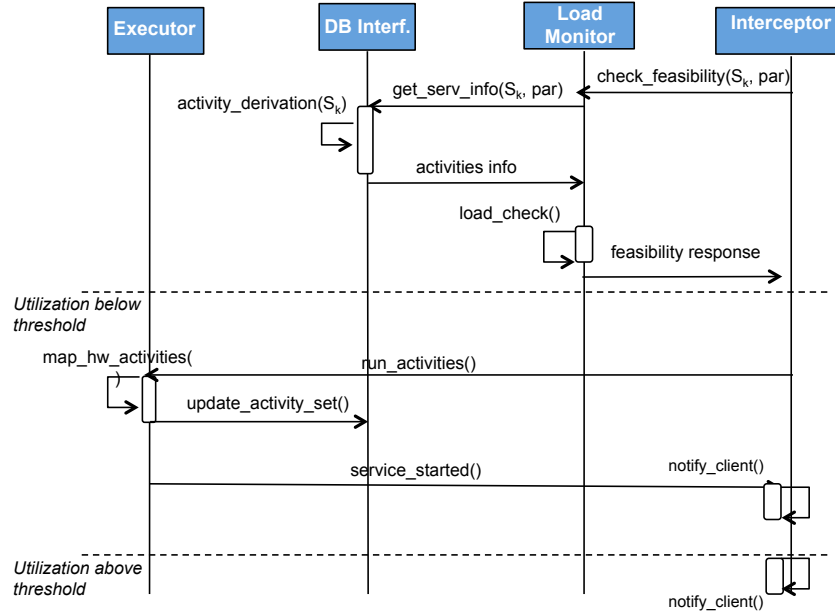 Executor
DB Interf.
Load
Monitor
Interceptor
check_feasibility(Sk, par)
get_serv_info(Sk, par)
activity_derivation(Sk)
activities info
load_check()
feasibility response
Utilization below
threshold
map_hw_activities(
)
run_activities()
update_activity_set()
service_started()
notify_client()
Utilization above
threshold
notify_client()